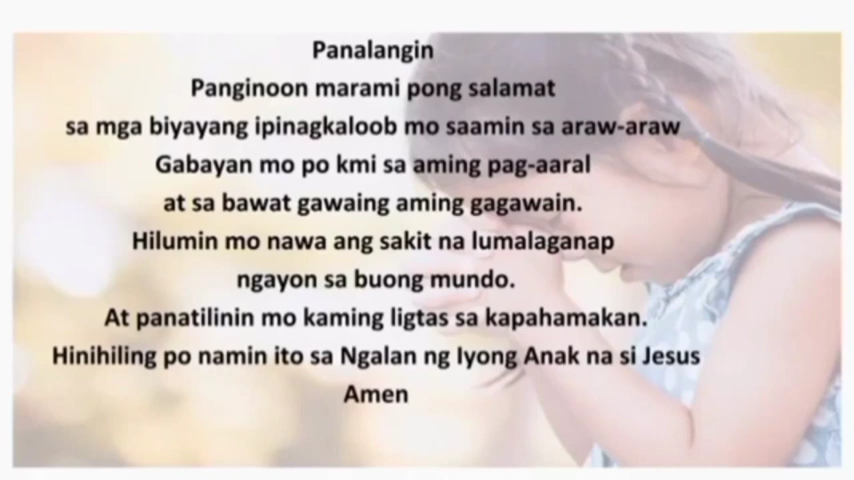 Panalangin
Panginoon marami pong salamat
sa mga biyayang ipinagkaloob mo saamin sa araw-araw
Gabayan mo po kmi sa aming pag-aaral
at sa bawat gawaing aming gagawain.
Hilumin mo nawa ang sakit na lumalaganap
ngayon sa buong mundo.
At panatilinin mo kaming ligtas sa kapahamakan.
Hinihiling po namin ito sa Ngalan ng Iyong Anak na si Jesus
Amen